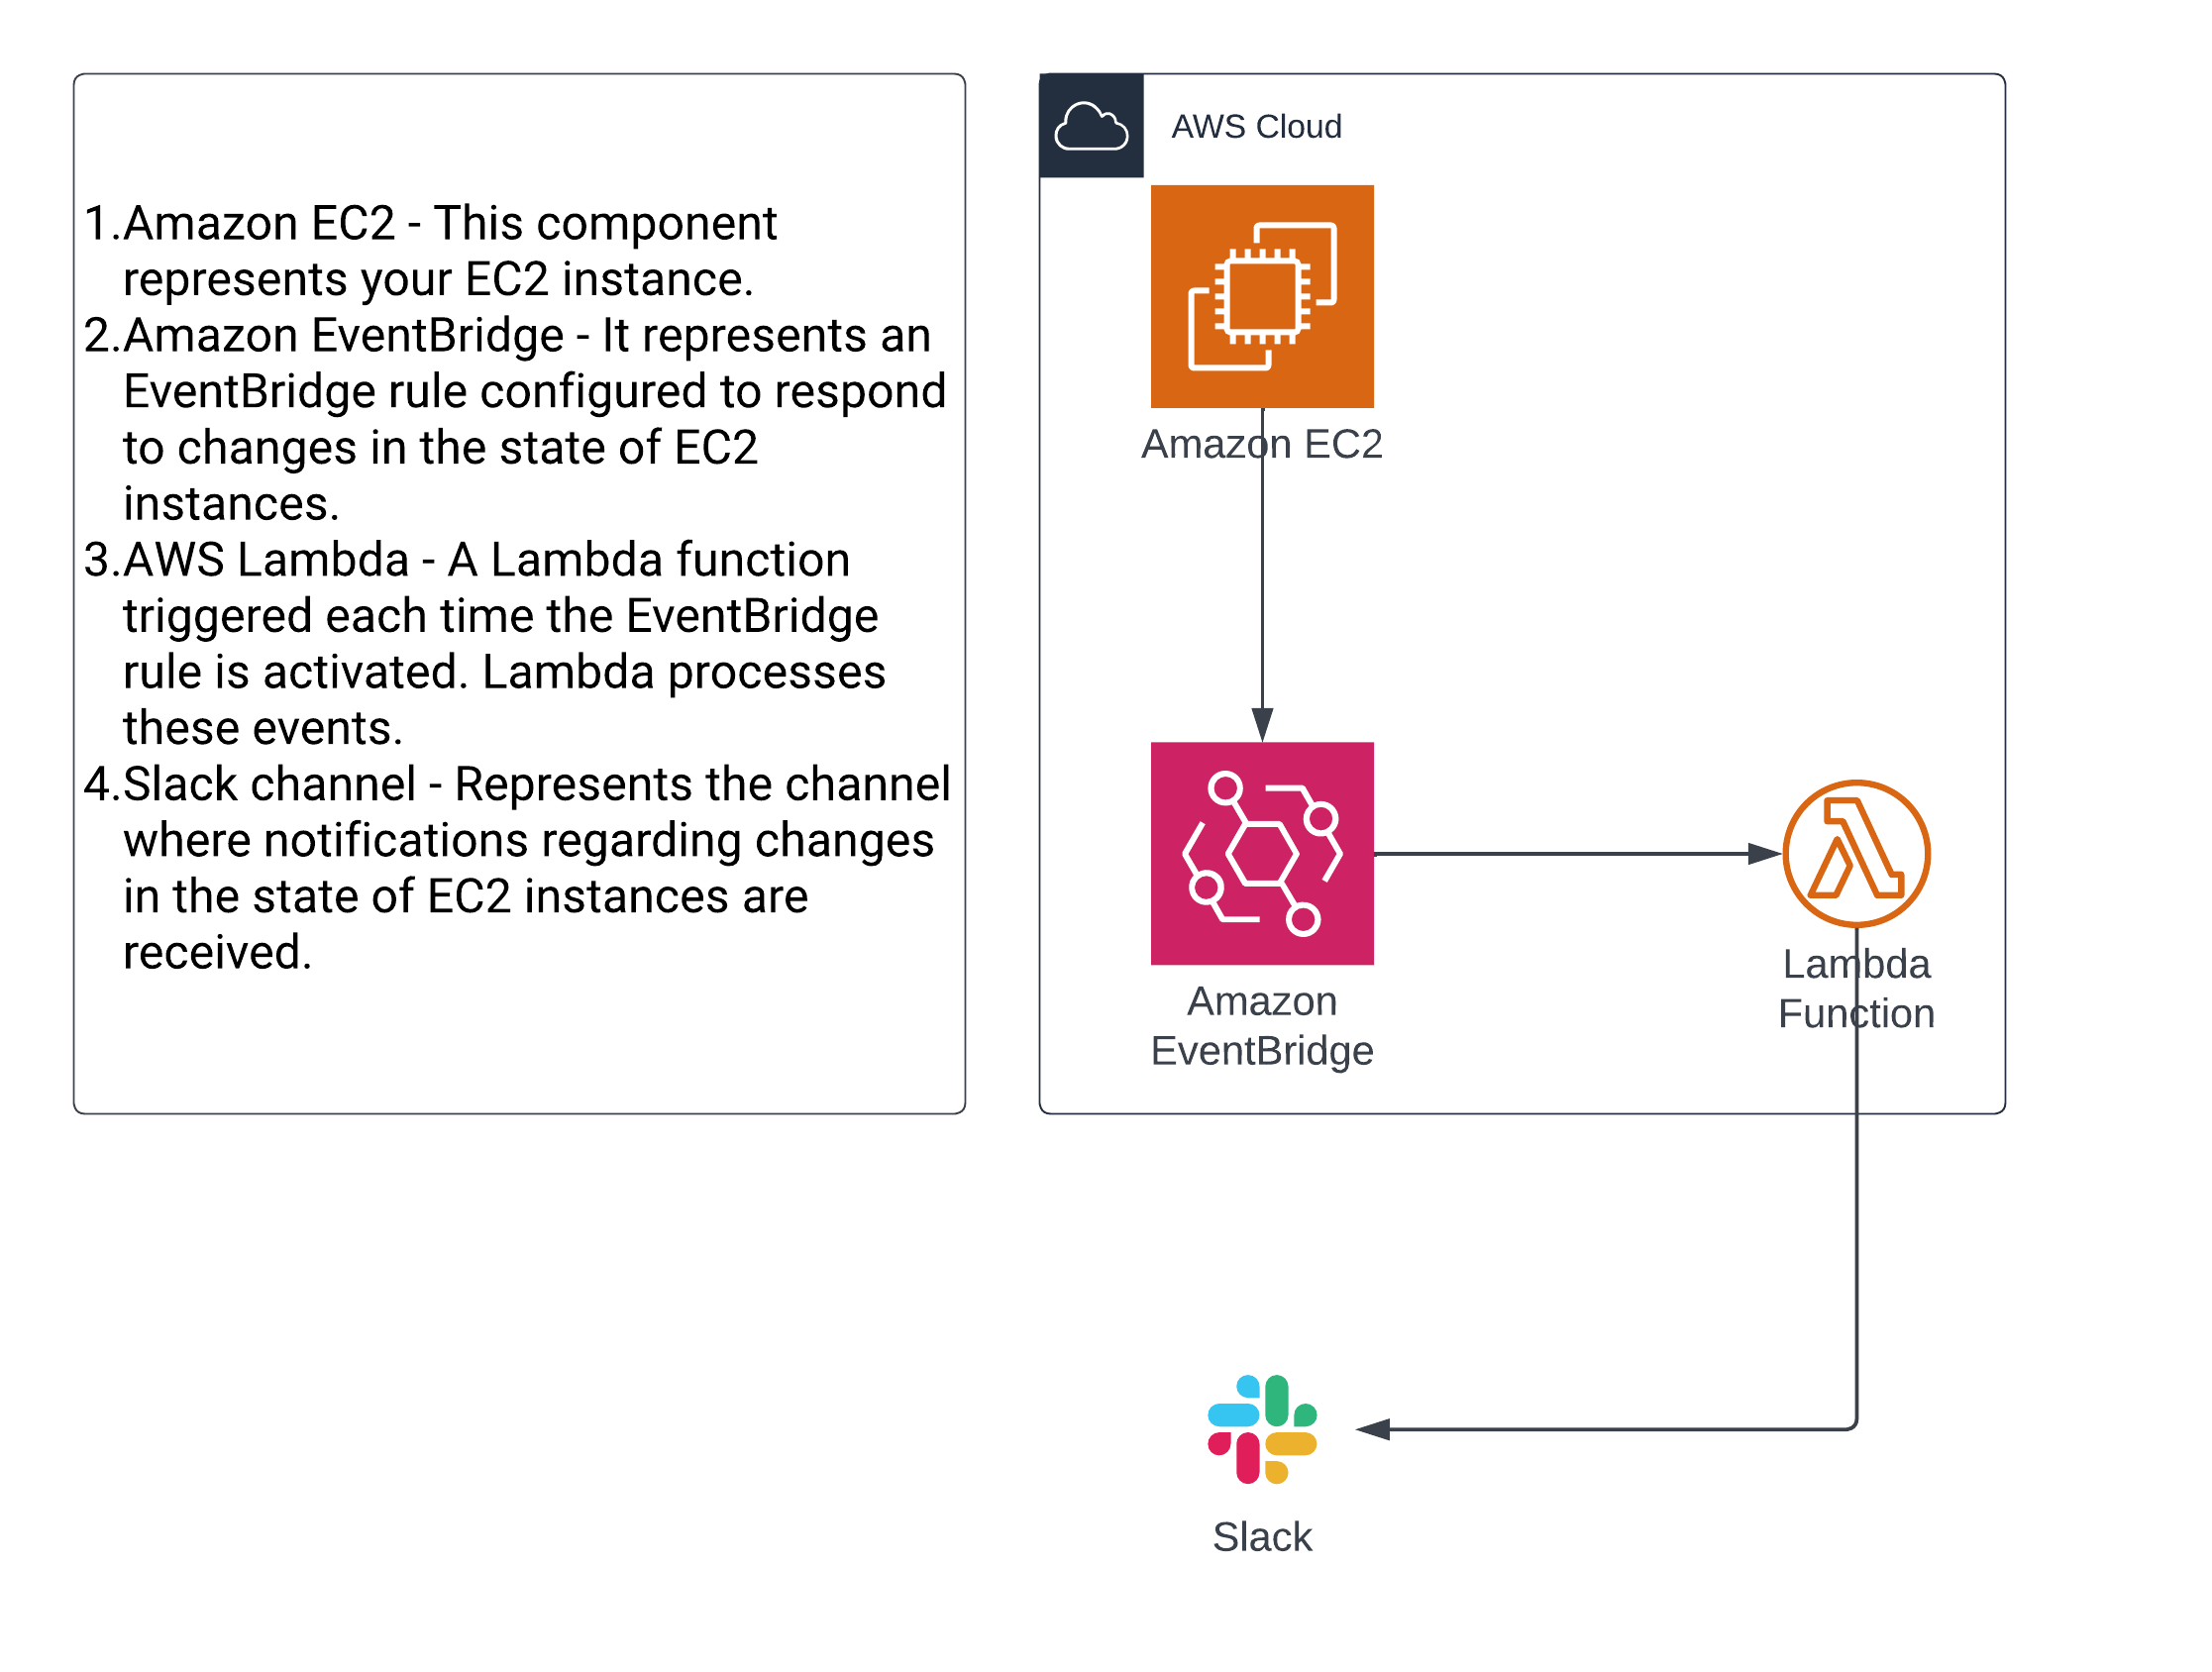 1.Amazon EC2 - This component
represents your EC2 instance.
2.Amazon EventBridge - It represents an
EventBridge rule configured to respond
to changes in the state of EC2
instances.
3.AWS Lambda - A Lambda function
triggered each time the EventBridge
rule is activated. Lambda processes
these events.
4.Slack channel - Represents the channel
where notifications regarding changes
in the state of EC2 instances are
received.
AWS Cloud
Amazon EC2
Amazon
EventBridge
Lambda
Function
Slack